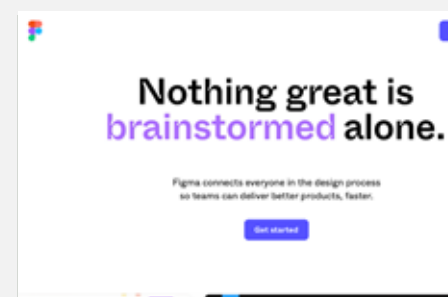 Nothing great is
brainstormed alone.
Figma connects everyone in the design process
so teams can deliver better products, faster.
Get started